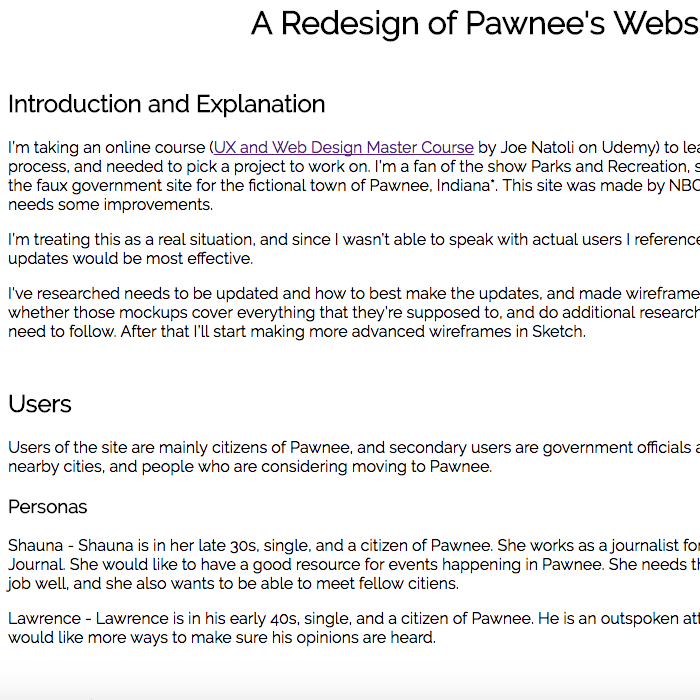 A Redesign of Pawnee's Webs
Introduction and Explanation
I'm taking an online course (UX and Web Design Master Course by Joe Natoli on Udemy) to lea
process, and needed to pick a project to work on. I'm a fan of the show Parks and Recreation, s
the faux government site for the fictional town of Pawnee, Indiana*. This site was made by NBC
needs some improvements.
I'm treating this as a real situation, and since I wasn't able to speak with actual users I reference
updates would be most effective.
I've researched needs to be updated and how to best make the updates, and made wireframe
whether those mockups cover everything that they're supposed to, and do additional research
need to follow. After that I'll start making more advanced wireframes in Sketch.
Users
Users of the site are mainly citizens of Pawnee, and secondary users are government officials a
nearby cities, and people who are considering moving to Pawnee.
Personas
Shauna - Shauna is in her late 30s, single, and a citizen of Pawnee. She works as a journalist for
Journal. She would like to have a good resource for events happening in Pawnee. She needs th
job well, and she also wants to be able to meet fellow citiens.
Lawrence - Lawrence is in his early 40s, single, and a citizen of Pawnee. He is an outspoken att
would like more ways to make sure his opinions are heard.